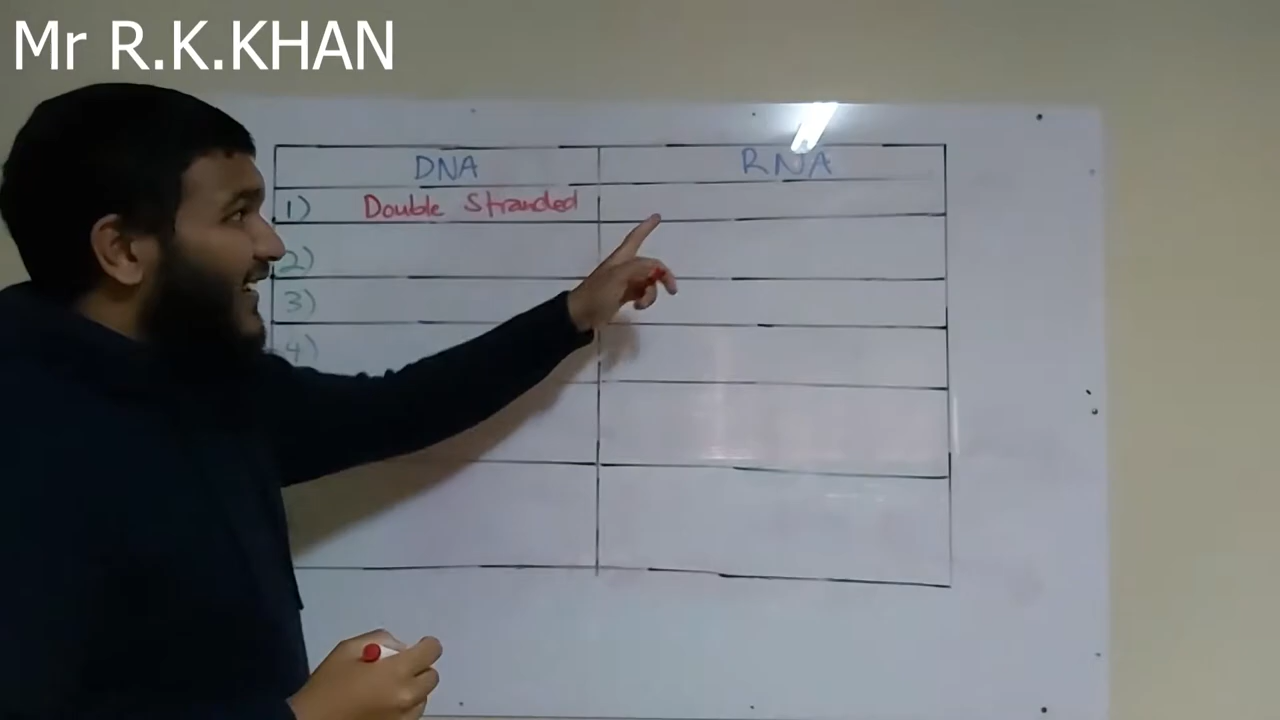 Mr R.K.KHAN
DNA RNA
1) Double Stranded
2)
3)
4)